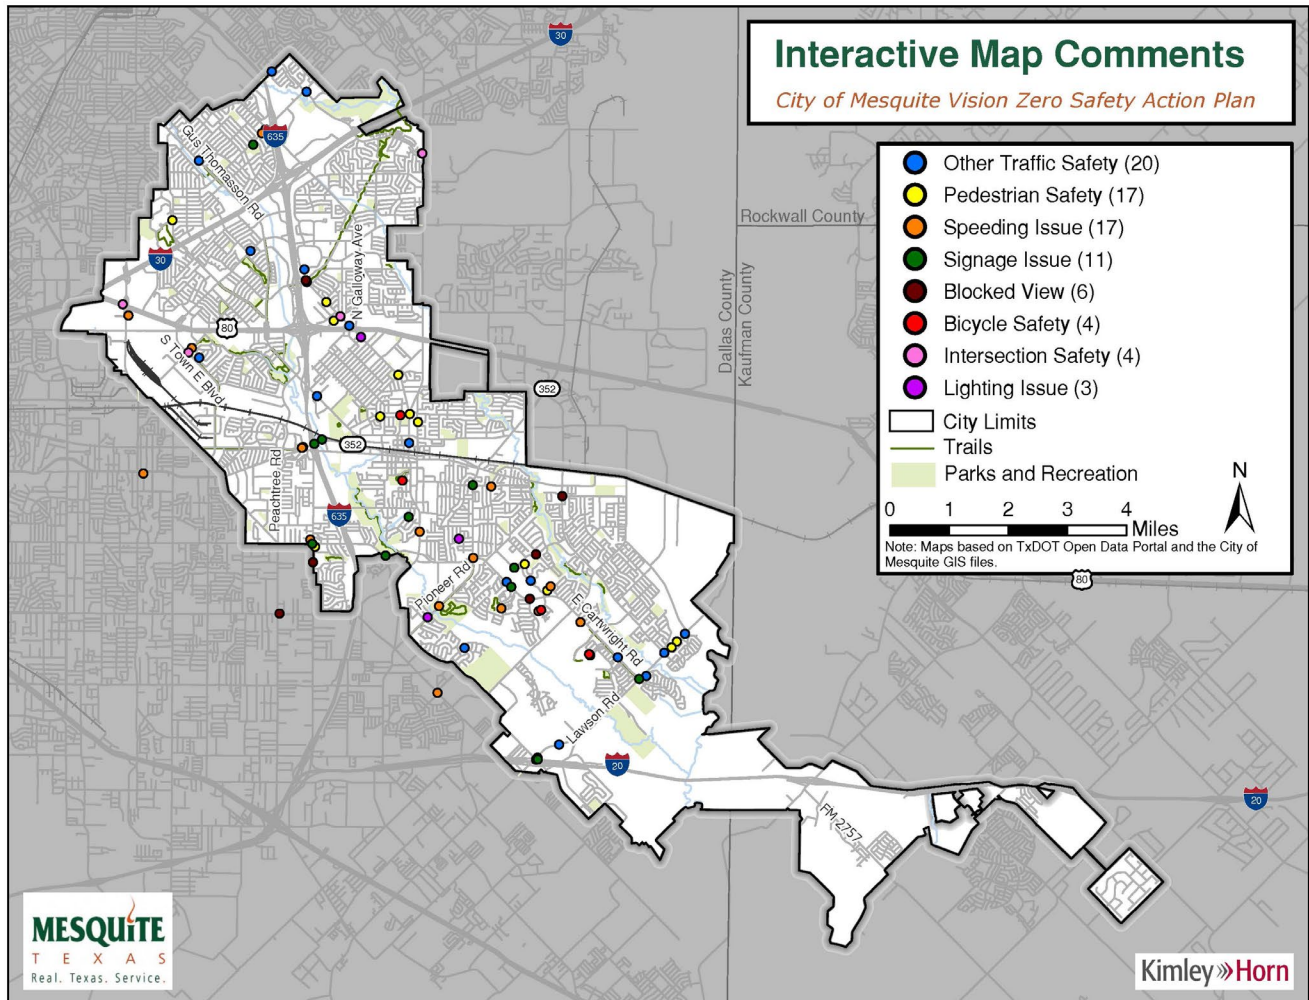 Interactive Map Comments
City of Mesquite Vision Zero Safety Action Plan
Other Traffic Safety (20)
Pedestrian Safety (17)
Speeding Issue (17)
Signage Issue (11)
Blocked View (6)
Bicycle Safety (4)
Intersection Safety (4)
Lighting Issue (3)
City Limits
Trails
Parks and Recreation
N
0 1 2 3 4
Miles
Note: Maps based on TxDOT Open Data Portal and the City of
Mesquite GIS files.
30
635
Gus Thomasson Rd
Rockwall County
30
N Galloway Ave
Dallas County
Kaufman County
80
S Town E Blvd
352
352
Peachtree Rd
635
80
Pioneer Rd
E Cartwright Rd
Lawson Rd
20
20
FM 2757
MESQUITE
TEXAS
Real. Texas. Service.
Kimley»Horn